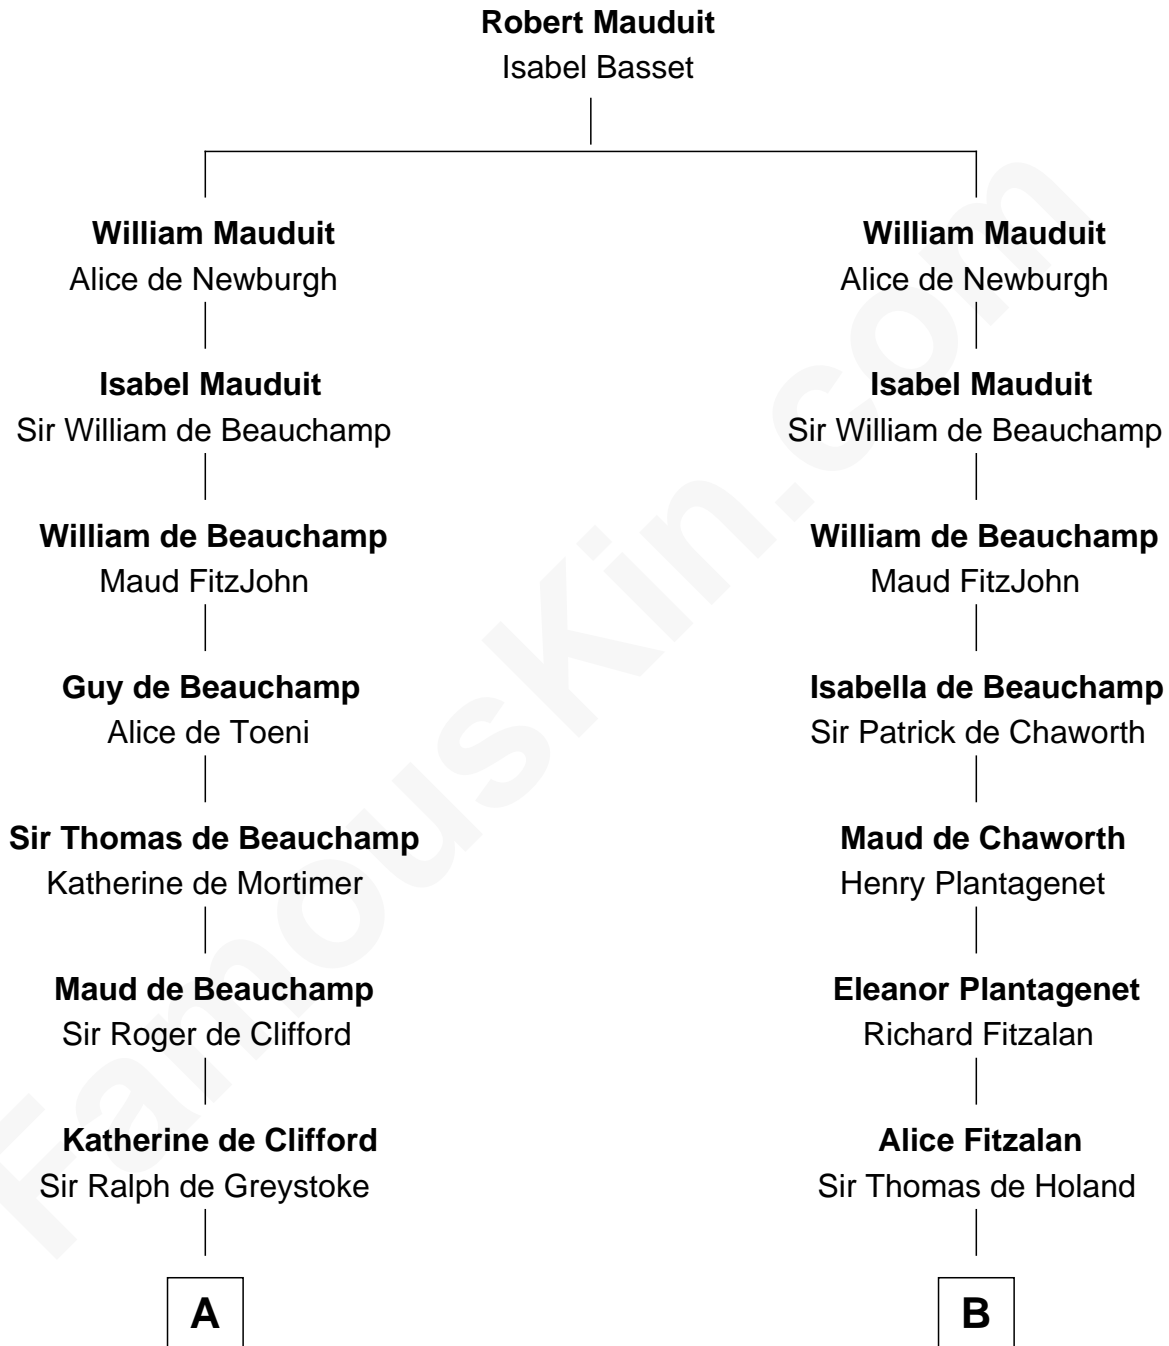 Robert Mauduit
Isabel Basset
William Mauduit
Alice de Newburgh
Isabel Mauduit
Sir William de Beauchamp
William de Beauchamp
Maud FitzJohn
Guy de Beauchamp
Alice de Toeni
Sir Thomas de Beauchamp
Katherine de Mortimer
Maud de Beauchamp
Sir Roger de Clifford
Katherine de Clifford
Sir Ralph de Greystoke
A
William Mauduit
Alice de Newburgh
Isabel Mauduit
Sir William de Beauchamp
William de Beauchamp
Maud FitzJohn
Isabella de Beauchamp
Sir Patrick de Chaworth
Maud de Chaworth
Henry Plantagenet
Eleanor Plantagenet
Richard Fitzalan
Alice Fitzalan
Sir Thomas de Holand
B
FamousKin.com